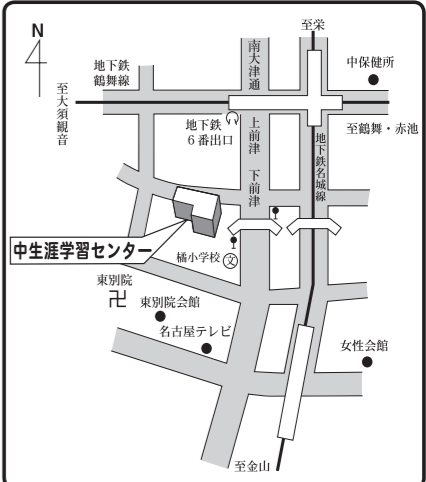 N
至栄
南大津通
地下鉄
鶴舞線
中保健所
至大須観音
地下鉄
6番出口
上前津
下前津
地下鉄名城線
至鶴舞・赤池
中生涯学習センター
橘小学校
文
東別院
卍
東別院会館
名古屋テレビ
女性会館
至金山